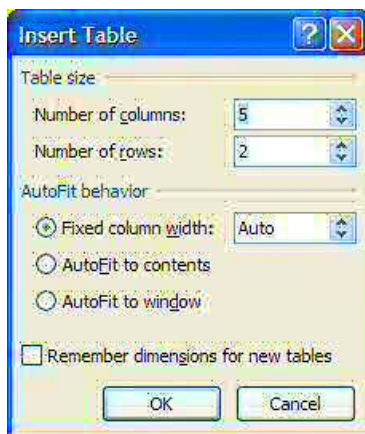 Insert Table
Table size
Number of columns: 5
Number of rows: 2
AutoFit behavior
Fixed column width: Auto
AutoFit to contents
AutoFit to window
Remember dimensions for new tables
OK Cancel